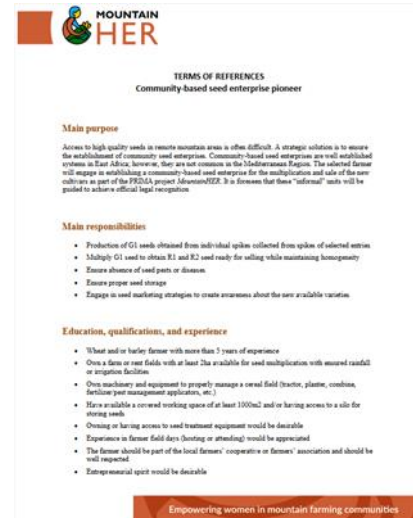 MOUNTAIN
HER
TERMS OF REFERENCES
Community-based seed enterprise pioneer
Main purpose
Access to high quality seeds in remote mountain areas is often difficult. A strategic solution is to ensure
the establishment of community seed enterprises. Community-based seed enterprises are well established
systems in East Africa; however, they are not common in the Mediterranean Region. The selected farmer
will engage in establishing a community-based seed enterprise for the multiplication and sale of the new
cultivars as part of the PRIMA project MountainHER. It is foreseen that these "informal" units will be
guided to achieve official legal recognition
Main responsibilities
• Production of G1 seeds obtained from individual spikes collected from spikes of selected entries
• Multiply G1 seed to obtain R1 and R2 seed ready for selling while maintaining homogeneity
• Ensure absence of seed pests or diseases
• Ensure proper seed storage
• Engage in seed marketing strategies to create awareness about the new available varieties
Education, qualifications, and experience
• Wheat and/or barley farmer with more than 5 years of experience
• Own a farm or rent fields with at least 2ha available for seed multiplication with ensured rainfall
or irrigation facilities
• Own machinery and equipment to properly manage a cereal field (tractor, planter, combine,
fertilizer/pest management applicators, etc.)
• Have available a covered working space of at least 1000m2 and/or having access to a silo for
storing seeds
• Owning or having access to seed treatment equipment would be desirable
• Experience in farmer field days (hosting or attending) would be appreciated
• The farmer should be part of the local farmers' cooperative or farmers' association and should be
well respected
• Entrepreneurial spirit would be desirable
Empowering women in mountain farming communities